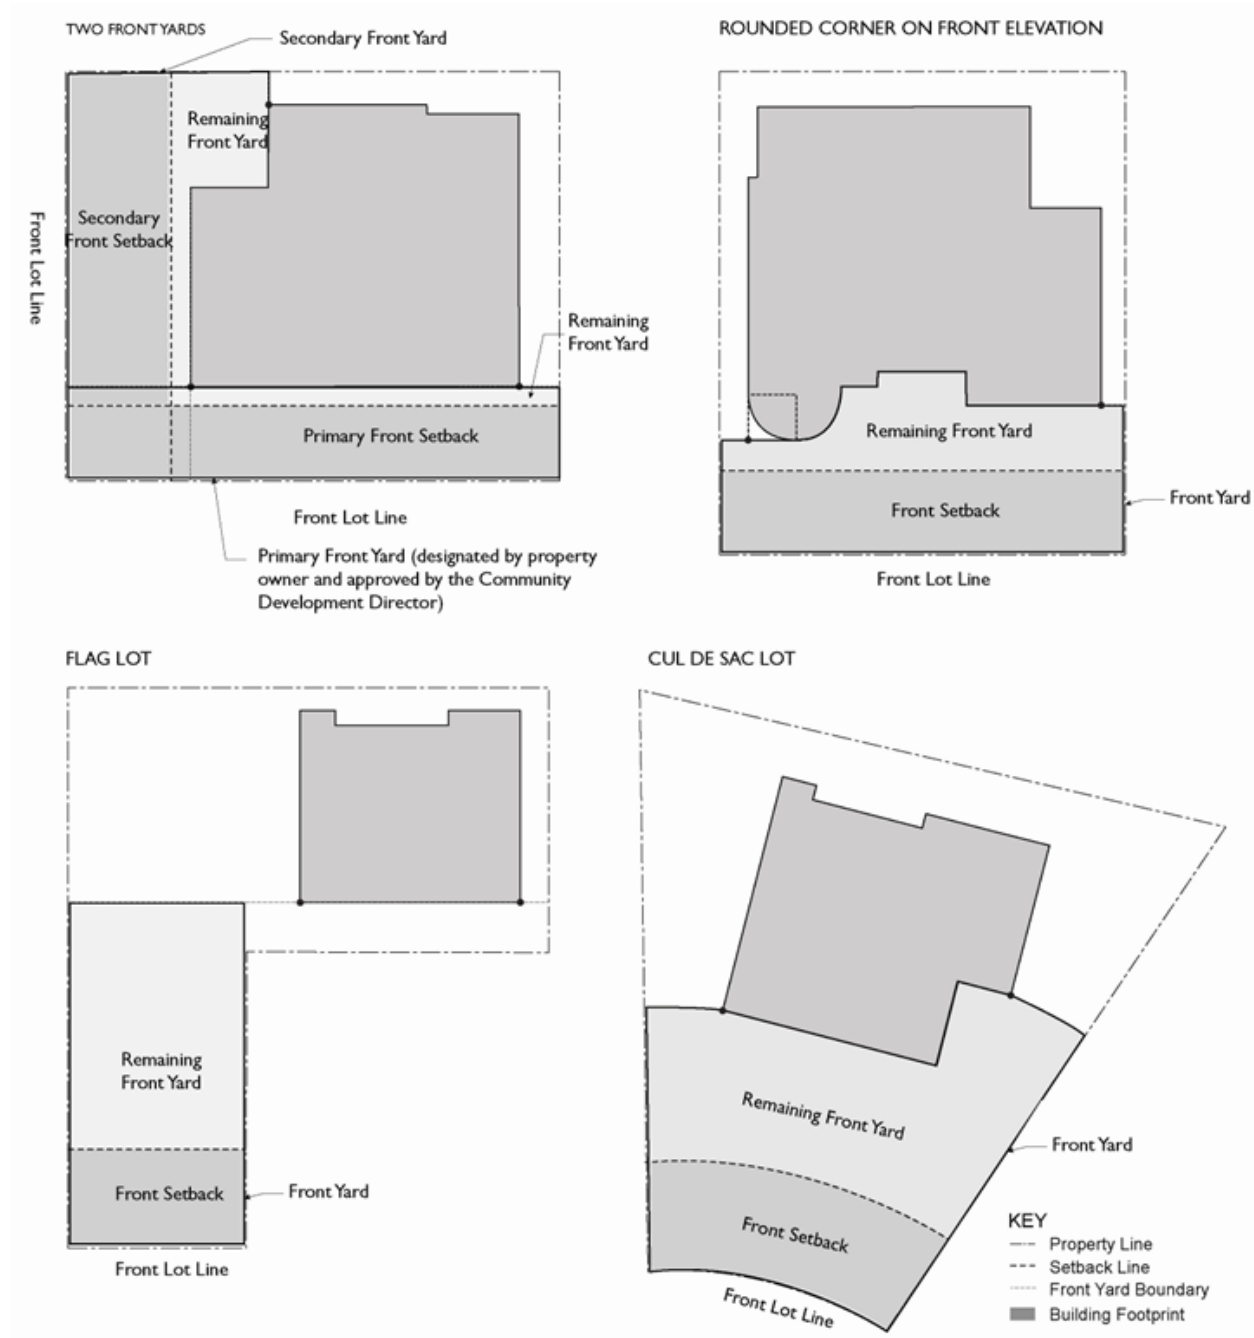 TWO FRONT YARDS
Secondary Front Yard
Remaining
Front Yard
Secondary
Front Setback
Front Lot Line
Remaining
Front Yard
Primary Front Setback
Front Lot Line
Primary Front Yard (designated by property
owner and approved by the Community
Development Director)
ROUNDED CORNER ON FRONT ELEVATION
Remaining Front Yard
Front Setback
Front Yard
Front Lot Line
FLAG LOT
Remaining
Front Yard
Front Setback
Front Yard
Front Lot Line
CUL DE SAC LOT
Remaining Front Yard
Front Yard
Front Setback
Front Lot Line
KEY
Property Line
Setback Line
Front Yard Boundary
Building Footprint